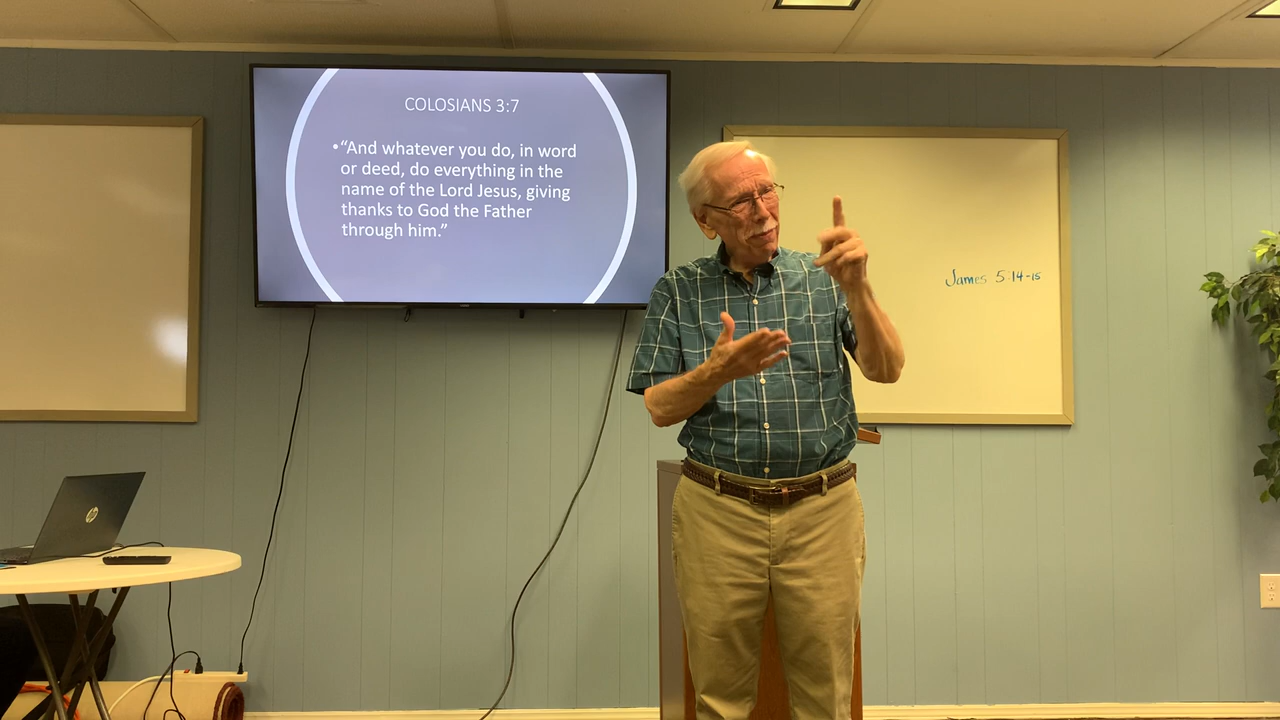 COLOSIANS 3:7
•“And whatever you do, in word
or deed, do everything in the
name of the Lord Jesus, giving
thanks to God the Father
through him.”
James 5:14-15
hp